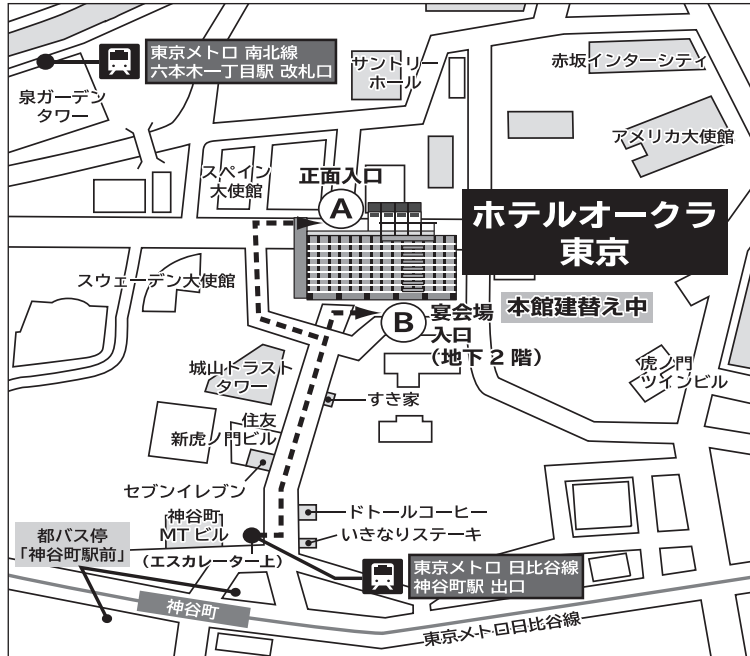 東京メトロ 南北線
六本木一丁目駅 改札口
泉ガーデン
タワー
サントリー
ホール
赤坂インターシティ
アメリカ大使館
スペイン
大使館
正面入口
A
ホテルオークラ
東京
スウェーデン大使館
B
宴会場
入口
(地下2階)
本館建替え中
城山トラスト
タワー
虎ノ門
ツインビル
すき家
住友
新虎ノ門ビル
セブンイレブン
神谷町
MTビル
(エスカレーター上)
ドトールコーヒー
いきなりステーキ
都バス停
「神谷町駅前」
東京メトロ 日比谷線
神谷町駅 出口
神谷町
東京メトロ日比谷線